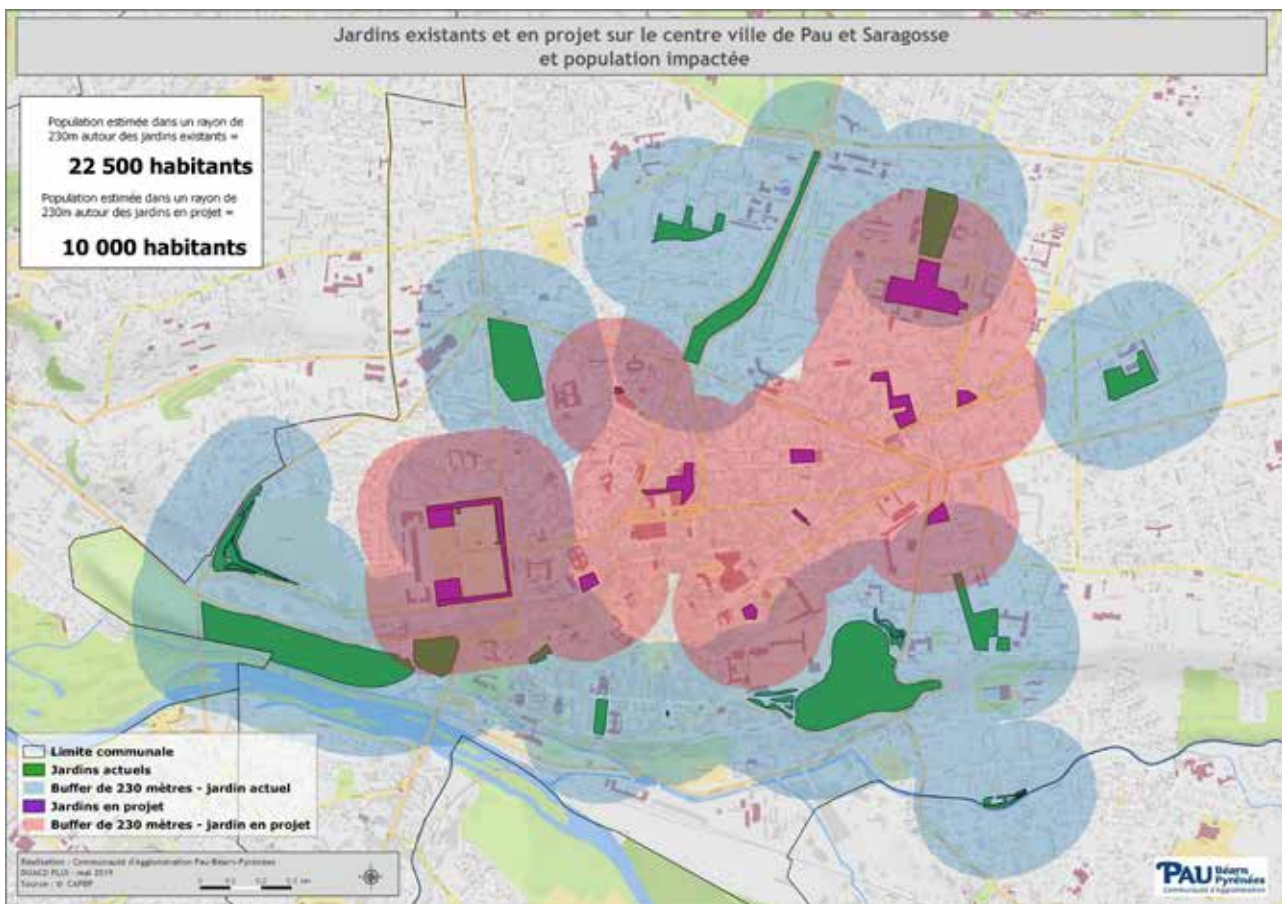 Jardins existants et en projet sur le centre ville de Pau et Saragosse
et population impactée
Population estimée dans un rayon de
230m autour des jardins existants =
22 500 habitants
Population estimée dans un rayon de
230m autour des jardins en projet =
10 000 habitants
Limite communale
Jardins actuels
Buffer de 230 mètres - jardin actuel
Jardins en projet
Buffer de 230 mètres - jardin en projet
Réalisation : Communauté d'Agglomération Pau-Béarn-Pyrénées
PLUi - mai 2019
Source : © CAPBP
PAU Béarn
Pyrénées
Communauté d'Agglomération